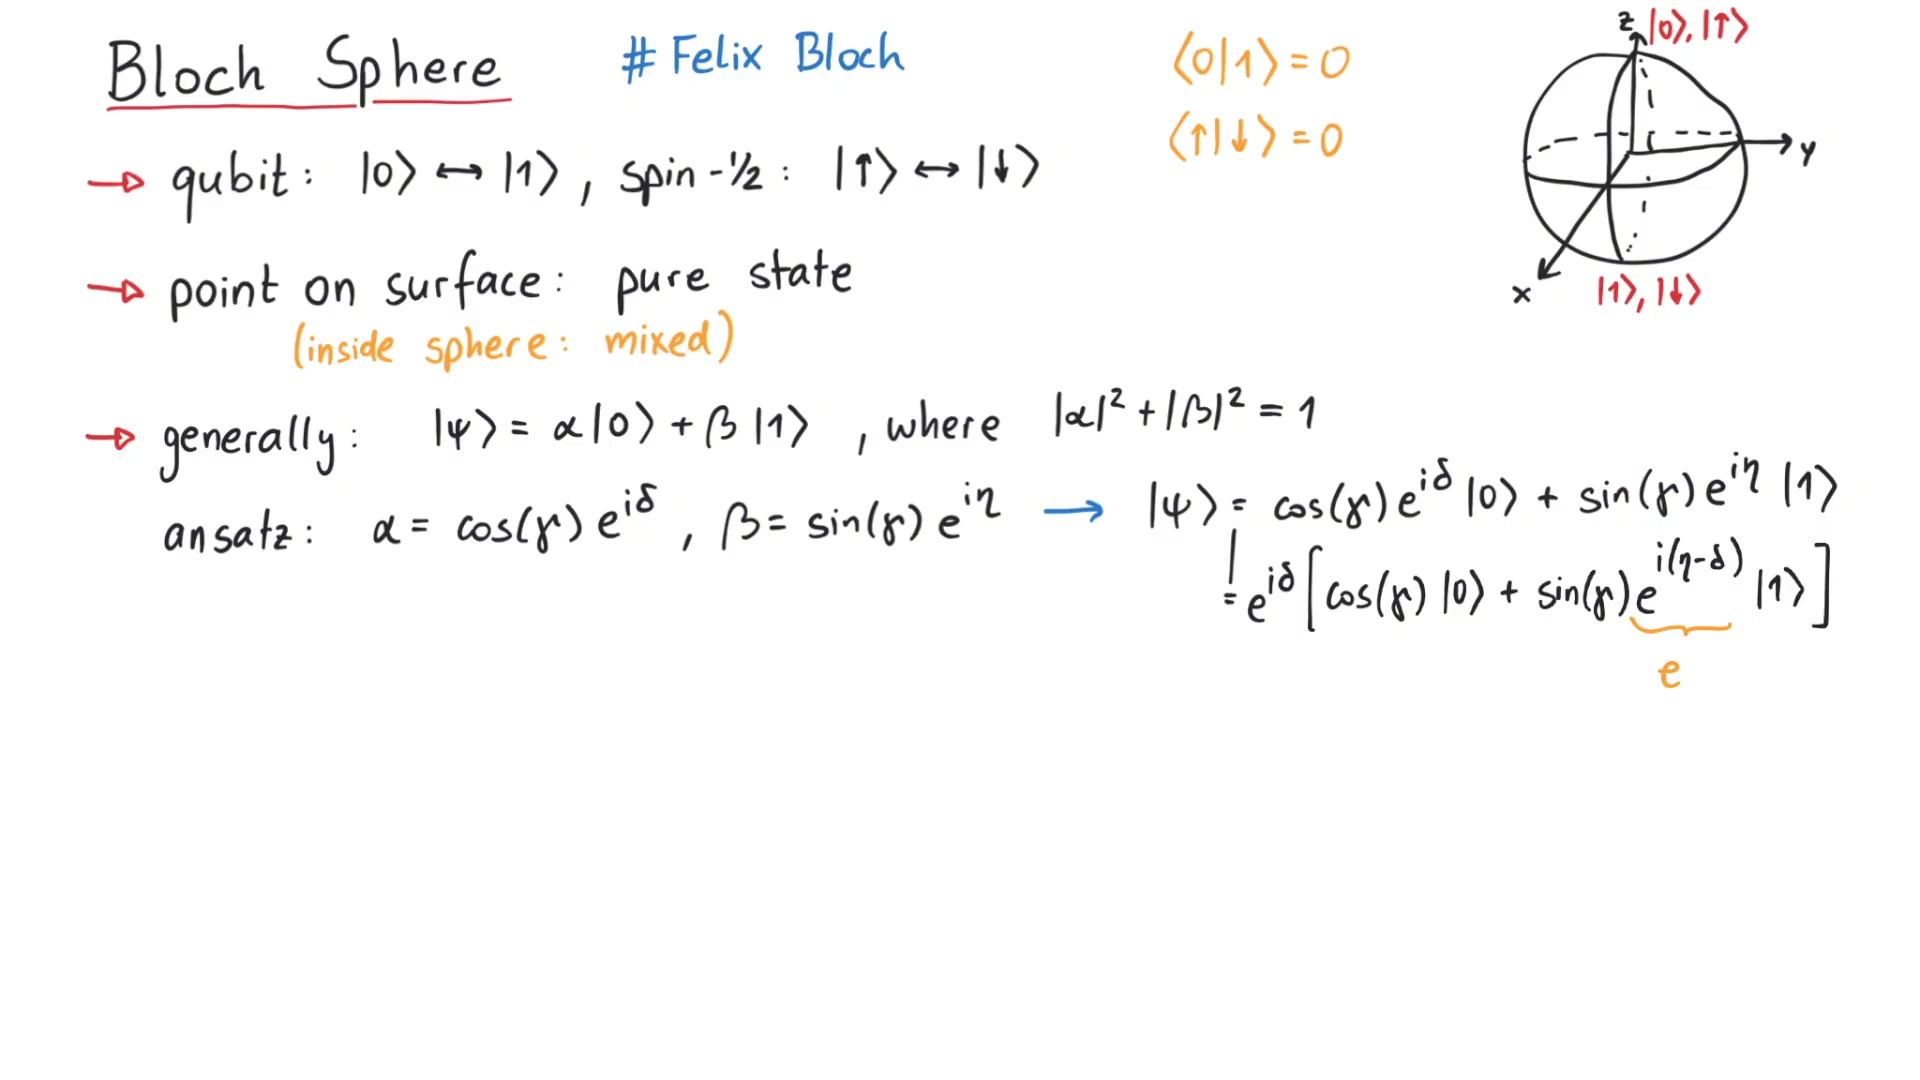 Bloch Sphere # Felix Bloch
⟨0|1⟩ = 0
⟨↑|↓⟩ = 0
z |0⟩, |↑⟩
y
x |1⟩, |↓⟩
→ qubit: |0⟩ ↔ |1⟩, spin-½: |↑⟩ ↔ |↓⟩
→ point on surface: pure state
(inside sphere: mixed)
→ generally: |ψ⟩ = α|0⟩ + β|1⟩, where |α|² + |β|² = 1
ansatz: α = cos(γ) e^{iδ}, β = sin(γ) e^{iη} → |ψ⟩ = cos(γ) e^{iδ} |0⟩ + sin(γ) e^{iη} |1⟩
= e^{iδ} [cos(γ) |0⟩ + sin(γ) e^{i(η-δ)} |1⟩]
e